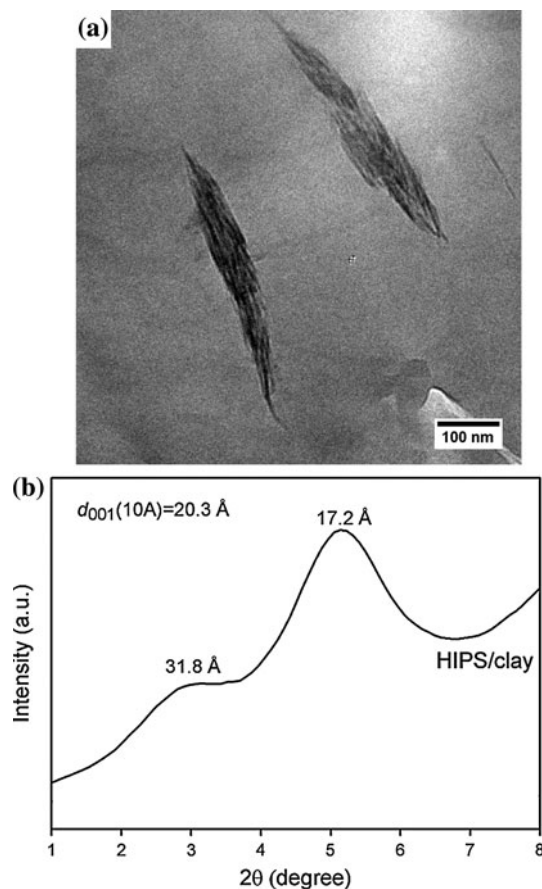 (a)
100 nm
(b)
d001(10A)=20.3 Å
17.2 Å
31.8 Å
HIPS/clay
Intensity (a.u.)
1 2 3 4 5 6 7 8
2θ (degree)